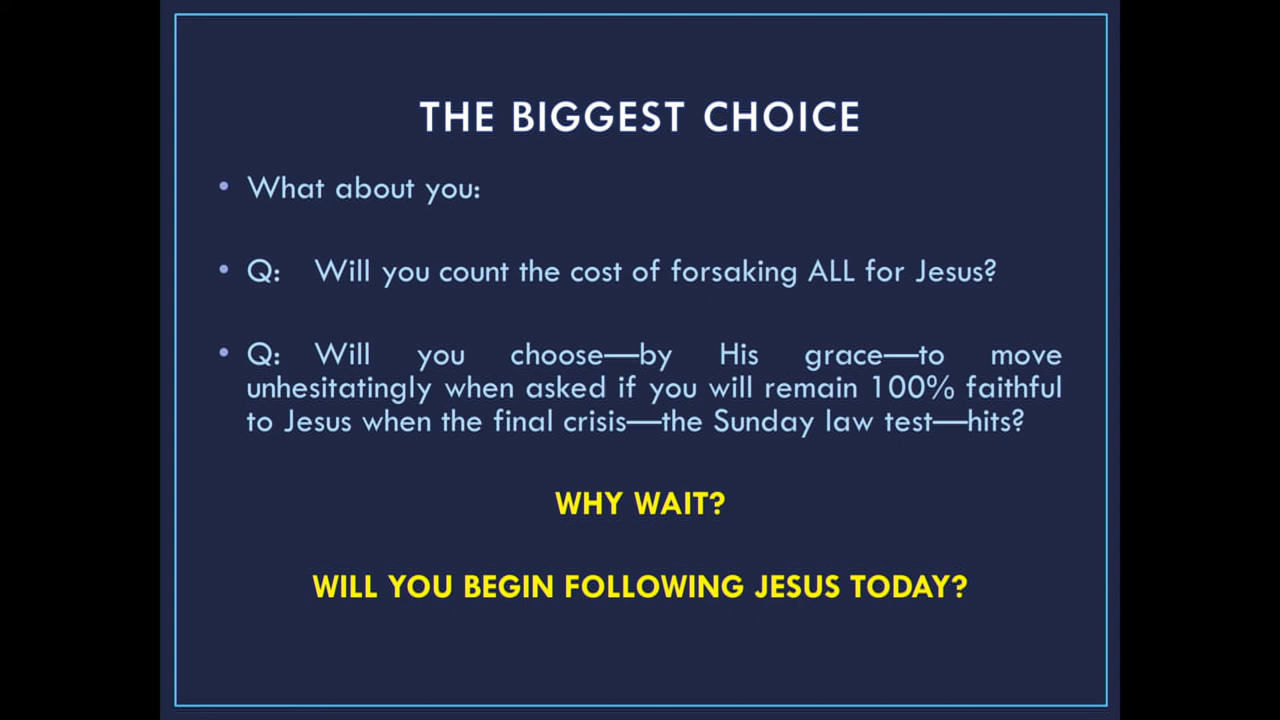 THE BIGGEST CHOICE
• What about you:
• Q: Will you count the cost of forsaking ALL for Jesus?
• Q: Will you choose—by His grace—to move
unhesitatingly when asked if you will remain 100% faithful
to Jesus when the final crisis—the Sunday law test—hits?
WHY WAIT?
WILL YOU BEGIN FOLLOWING JESUS TODAY?